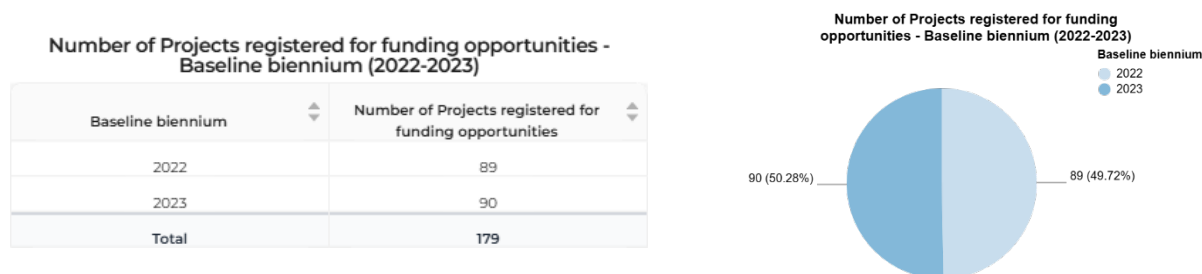 Number of Projects registered for funding opportunities -
Baseline biennium (2022-2023)
Baseline biennium
Number of Projects registered for
funding opportunities
2022 89
2023 90
Total 179
Number of Projects registered for funding
opportunities - Baseline biennium (2022-2023)
Baseline biennium
2022
2023
90 (50.28%)
89 (49.72%)